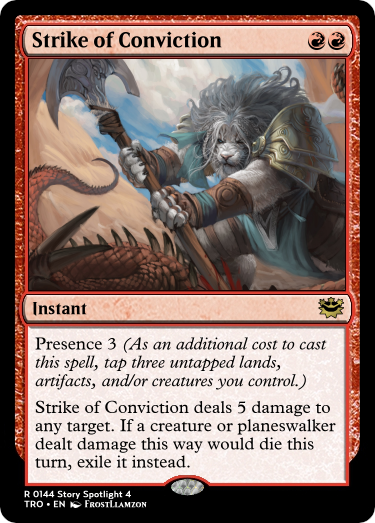 Strike of Conviction
Instant
Presence 3 (As an additional cost to cast
this spell, tap three untapped lands,
artifacts, and/or creatures you control.)
Strike of Conviction deals 5 damage to
any target. If a creature or planeswalker
dealt damage this way would die this
turn, exile it instead.
R 0144 Story Spotlight 4
TRO • EN FrostLlamzon